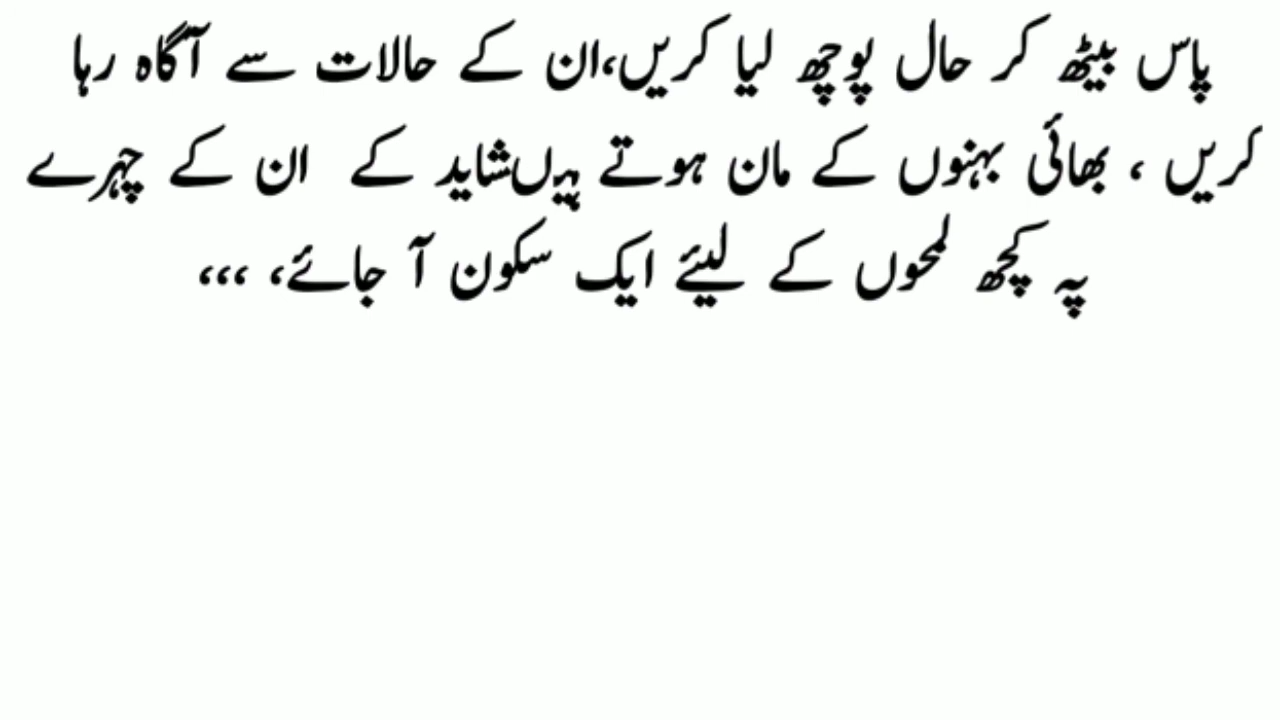 پاس بیٹھ کر حال پوچھ لیا کریں،ان کے حالات سے آگاہ رہا
کریں ، بھائی بہنوں کے مان ہوتے ہیں‌شاید کے ان کے چہرے
پہ کچھ لمحوں کے لیئے ایک سکون آ جائے، ،،،